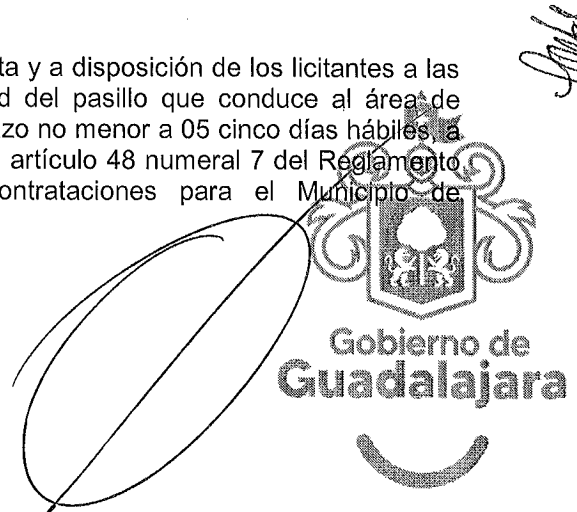 ta y a disposición de los licitantes a las
d del pasillo que conduce al área de
zo no menor a 05 cinco días hábiles, a
artículo 48 numeral 7 del Reglamento
ontrataciones para el Municipio de
Gobierno de
Guadalajara